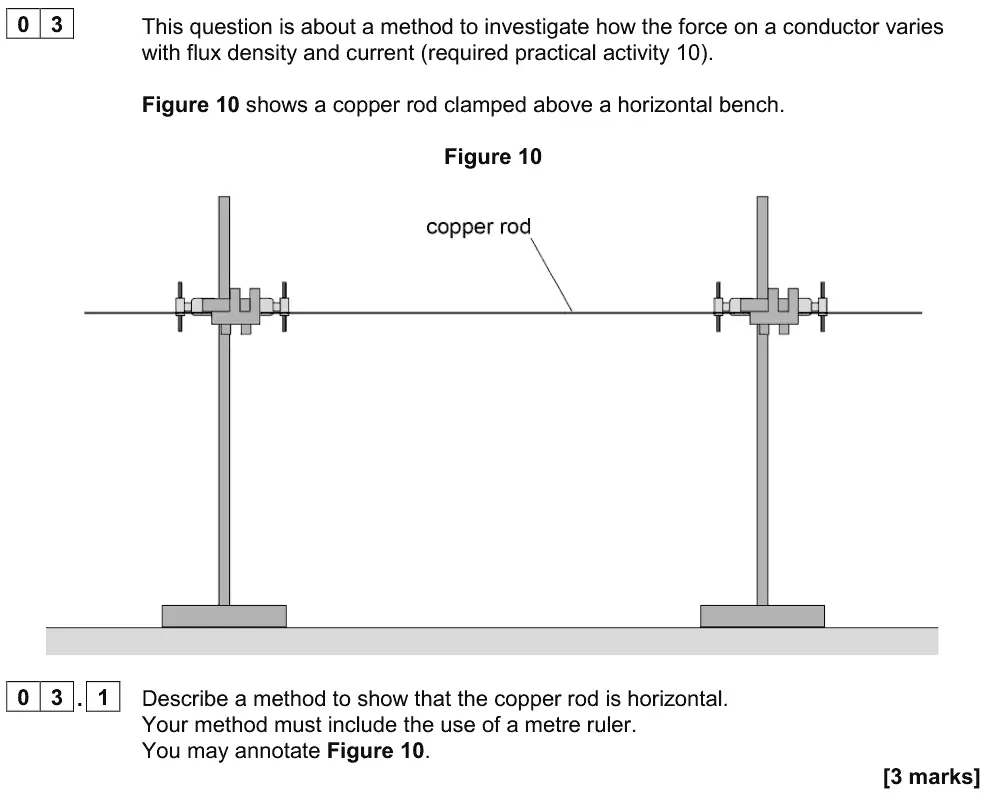 0 3 This question is about a method to investigate how the force on a conductor varies
with flux density and current (required practical activity 10).
Figure 10 shows a copper rod clamped above a horizontal bench.
Figure 10
copper rod
0 3 . 1 Describe a method to show that the copper rod is horizontal.
Your method must include the use of a metre ruler.
You may annotate Figure 10.
[3 marks]